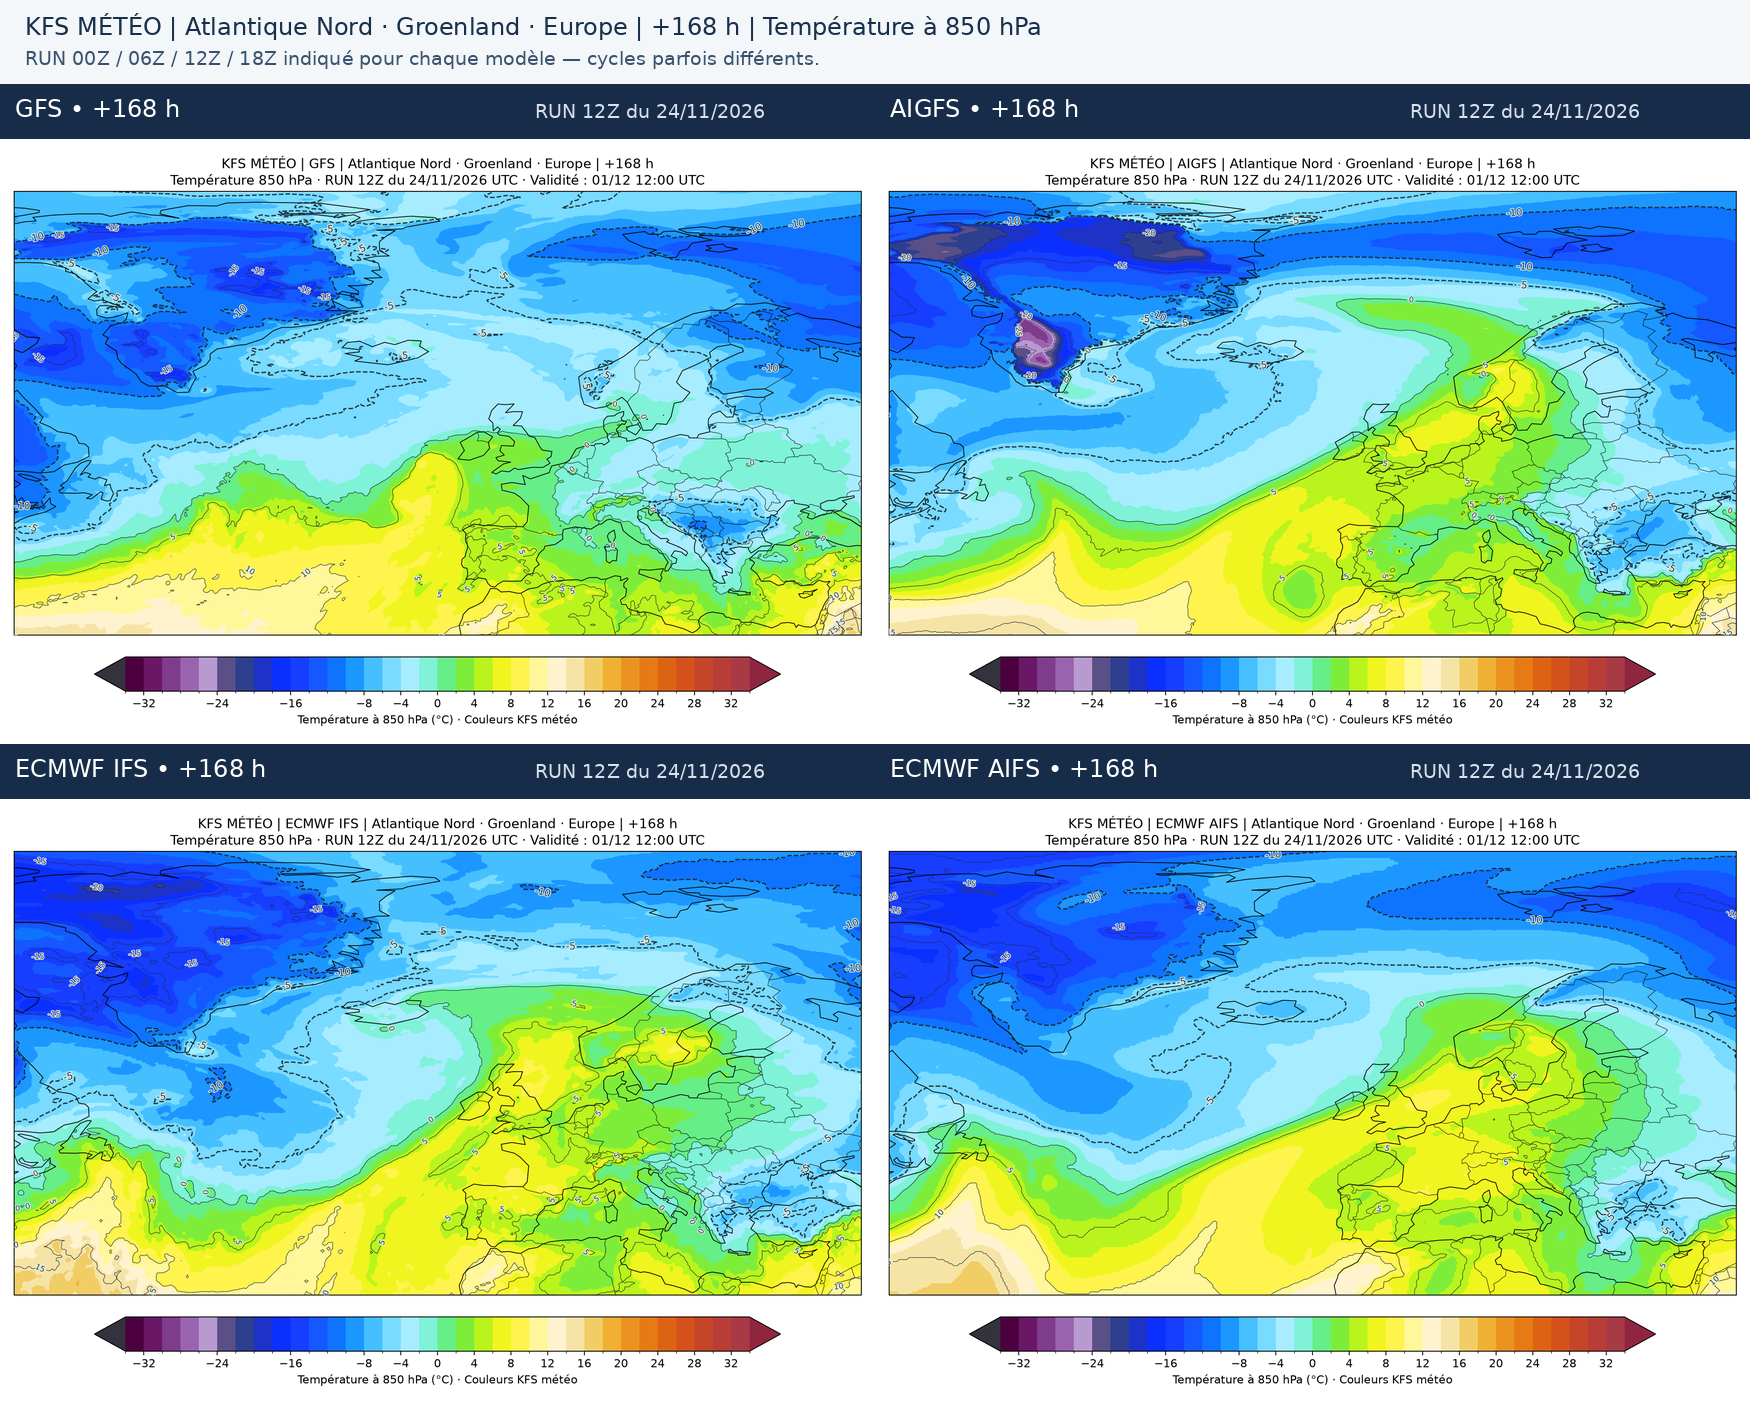 KFS MÉTÉO | Atlantique Nord · Groenland · Europe | +168 h | Température à 850 hPa
RUN 00Z / 06Z / 12Z / 18Z indiqué pour chaque modèle — cycles parfois différents.
GFS • +168 h
RUN 12Z du 24/11/2026
AIGFS • +168 h
RUN 12Z du 24/11/2026
KFS MÉTÉO | GFS | Atlantique Nord · Groenland · Europe | +168 h
Température 850 hPa · RUN 12Z du 24/11/2026 UTC · Validité : 01/12 12:00 UTC
KFS MÉTÉO | AIGFS | Atlantique Nord · Groenland · Europe | +168 h
Température 850 hPa · RUN 12Z du 24/11/2026 UTC · Validité : 01/12 12:00 UTC
−32 −24 −16 −8 −4 0 4 8 12 16 20 24 28 32
Température à 850 hPa (°C) · Couleurs KFS météo
−32 −24 −16 −8 −4 0 4 8 12 16 20 24 28 32
Température à 850 hPa (°C) · Couleurs KFS météo
ECMWF IFS • +168 h
RUN 12Z du 24/11/2026
ECMWF AIFS • +168 h
RUN 12Z du 24/11/2026
KFS MÉTÉO | ECMWF IFS | Atlantique Nord · Groenland · Europe | +168 h
Température 850 hPa · RUN 12Z du 24/11/2026 UTC · Validité : 01/12 12:00 UTC
KFS MÉTÉO | ECMWF AIFS | Atlantique Nord · Groenland · Europe | +168 h
Température 850 hPa · RUN 12Z du 24/11/2026 UTC · Validité : 01/12 12:00 UTC
−32 −24 −16 −8 −4 0 4 8 12 16 20 24 28 32
Température à 850 hPa (°C) · Couleurs KFS météo
−32 −24 −16 −8 −4 0 4 8 12 16 20 24 28 32
Température à 850 hPa (°C) · Couleurs KFS météo